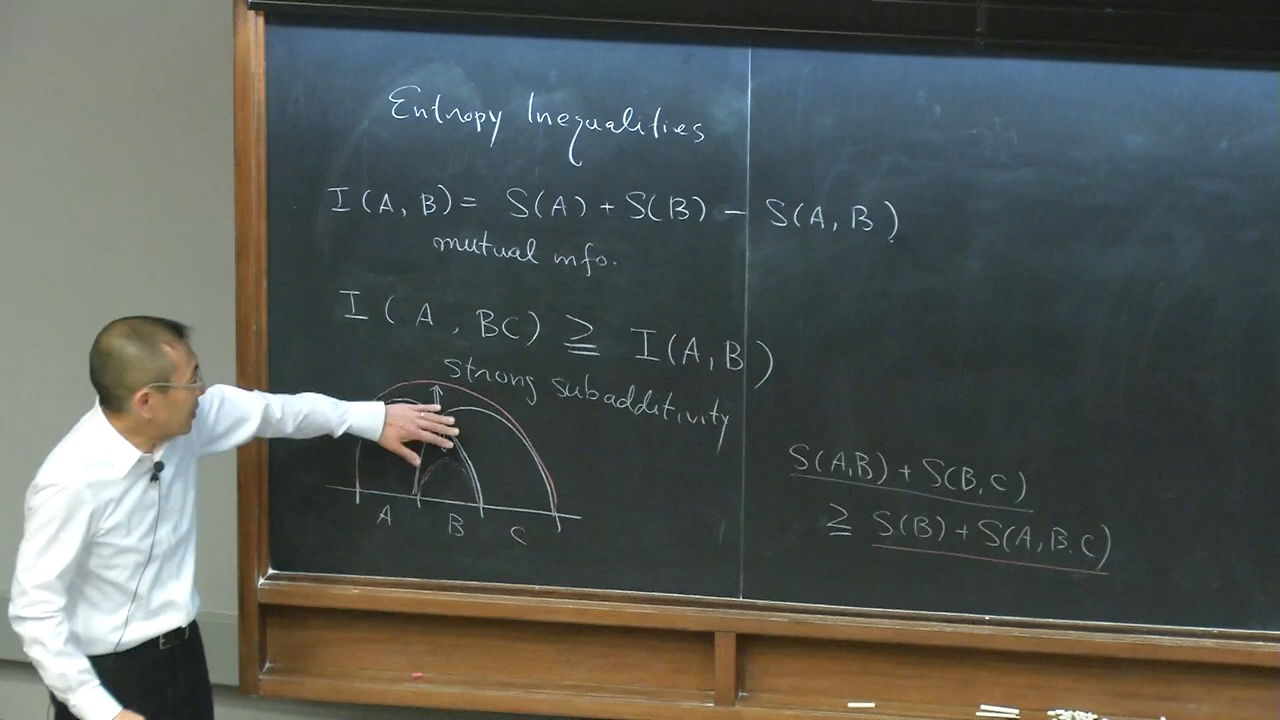 Entropy Inequalities
I(A, B) = S(A) + S(B) - S(A, B)
mutual info.
I(A, BC) ≧ I(A, B)
strong subadditivity
A B C
S(A,B) + S(B,C)
≥ S(B) + S(A,B.C)